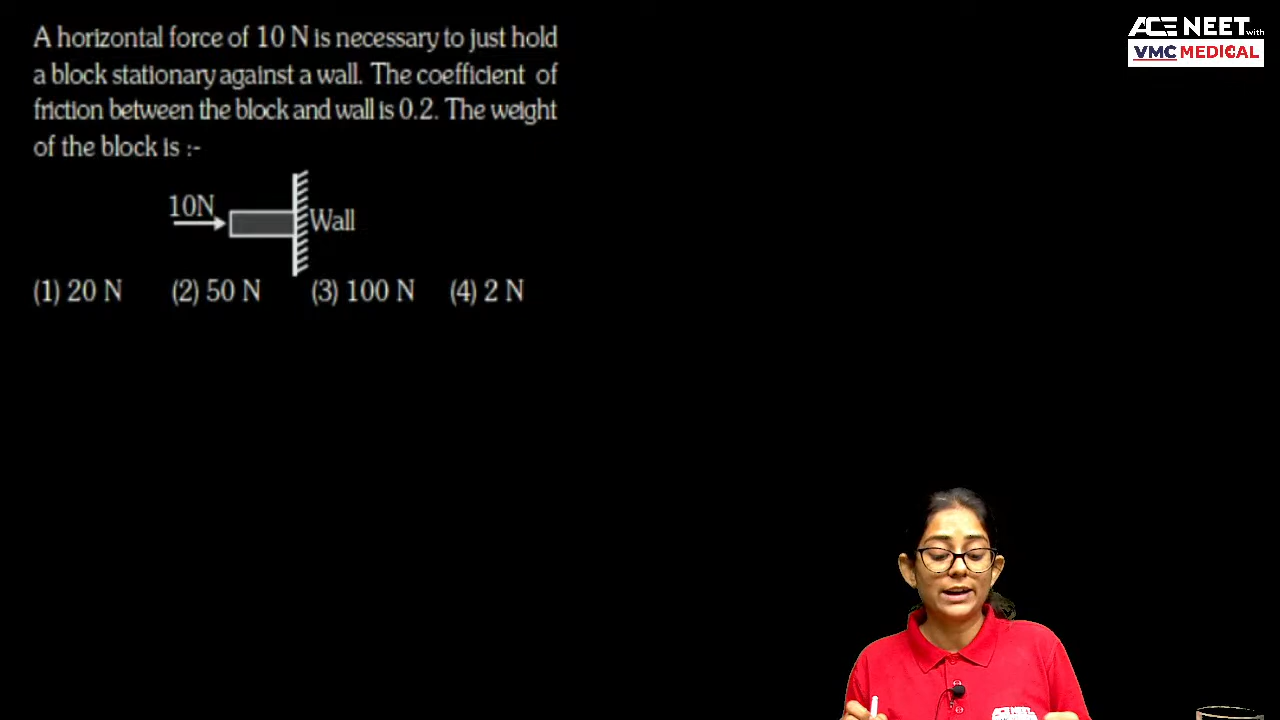 A horizontal force of 10 N is necessary to just hold
a block stationary against a wall. The coefficient of
friction between the block and wall is 0.2. The weight
of the block is :-
10N
Wall
(1) 20 N (2) 50 N (3) 100 N (4) 2 N
ACE NEET with
VMC MEDICAL
ACE NEET